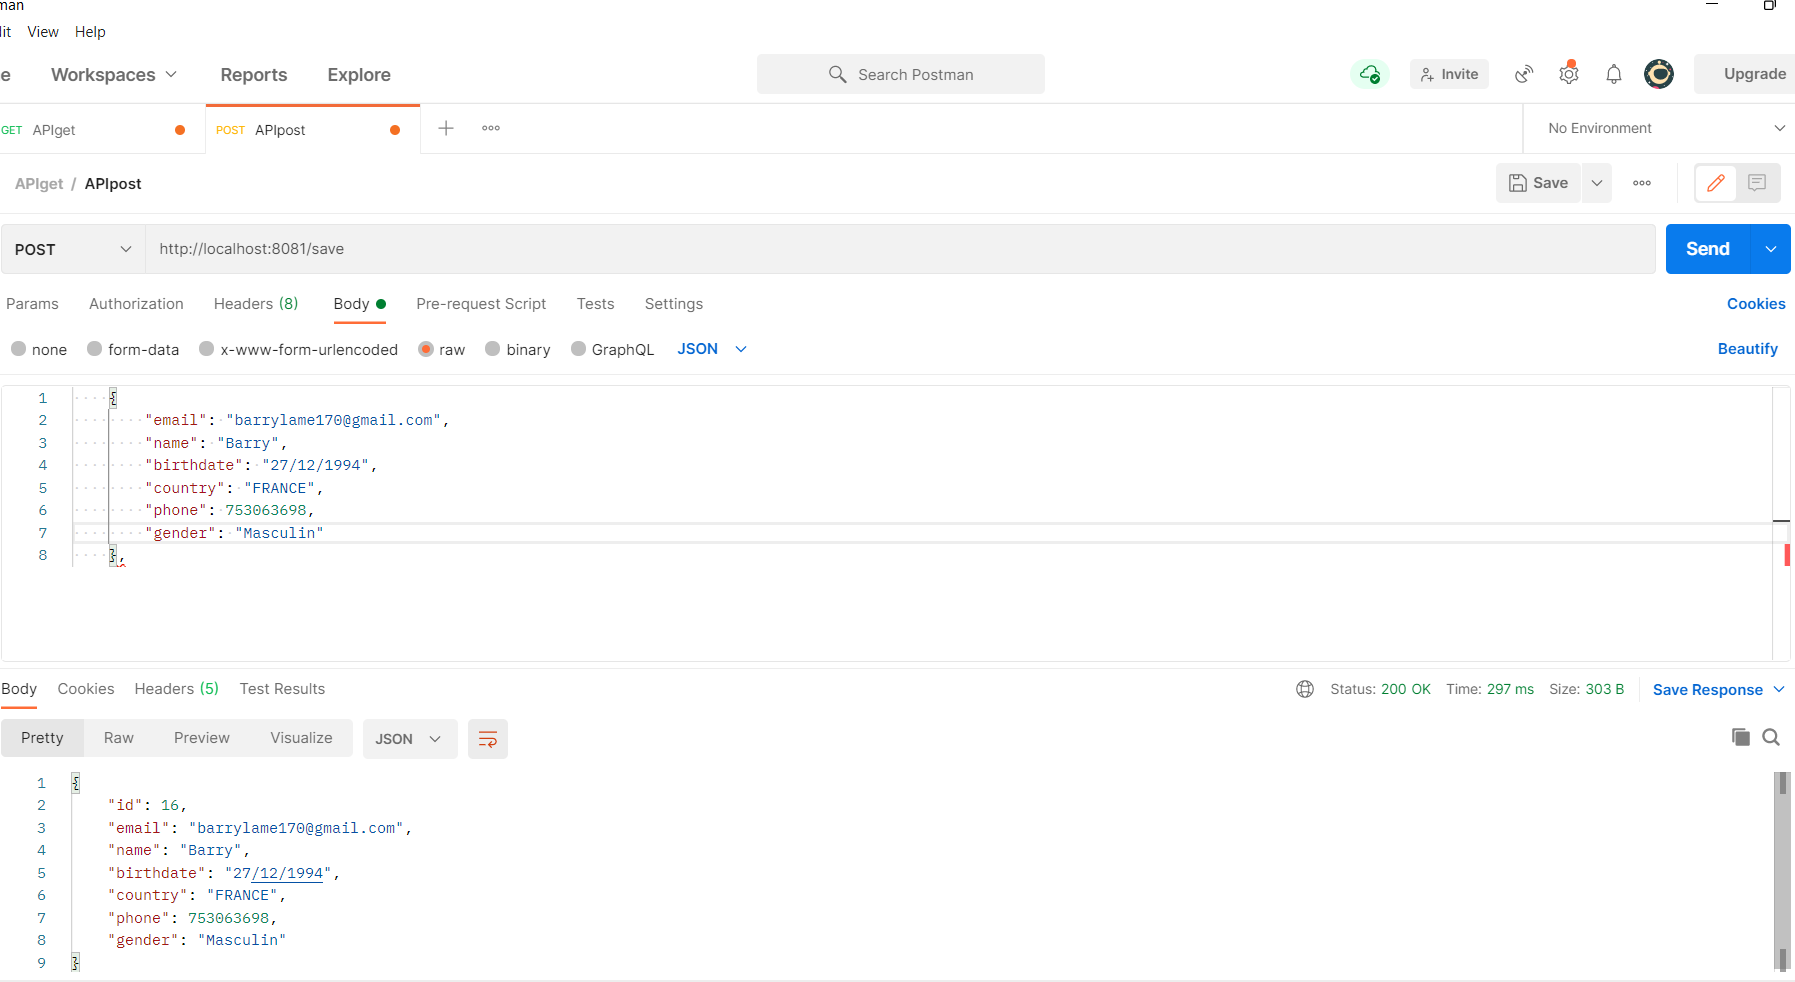 man
it View Help
e Workspaces Reports Explore Search Postman Invite Upgrade
GET APIget POST APIpost No Environment
APIget / APIpost Save
POST http://localhost:8081/save Send
Params Authorization Headers (8) Body Pre-request Script Tests Settings Cookies
none form-data x-www-form-urlencoded raw binary GraphQL JSON Beautify
1 {
2 "email": "barrylame170@gmail.com",
3 "name": "Barry",
4 "birthdate": "27/12/1994",
5 "country": "FRANCE",
6 "phone": 753063698,
7 "gender": "Masculin"
8 },
Body Cookies Headers (5) Test Results Status: 200 OK Time: 297 ms Size: 303 B Save Response
Pretty Raw Preview Visualize JSON
1 {
2 "id": 16,
3 "email": "barrylame170@gmail.com",
4 "name": "Barry",
5 "birthdate": "27/12/1994",
6 "country": "FRANCE",
7 "phone": 753063698,
8 "gender": "Masculin"
9 }